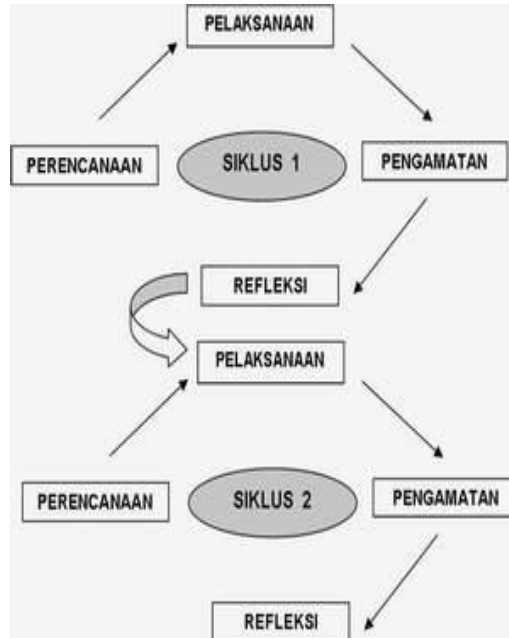 PELAKSANAAN
PERENCANAAN
SIKLUS 1
PENGAMATAN
REFLEKSI
PELAKSANAAN
PERENCANAAN
SIKLUS 2
PENGAMATAN
REFLEKSI